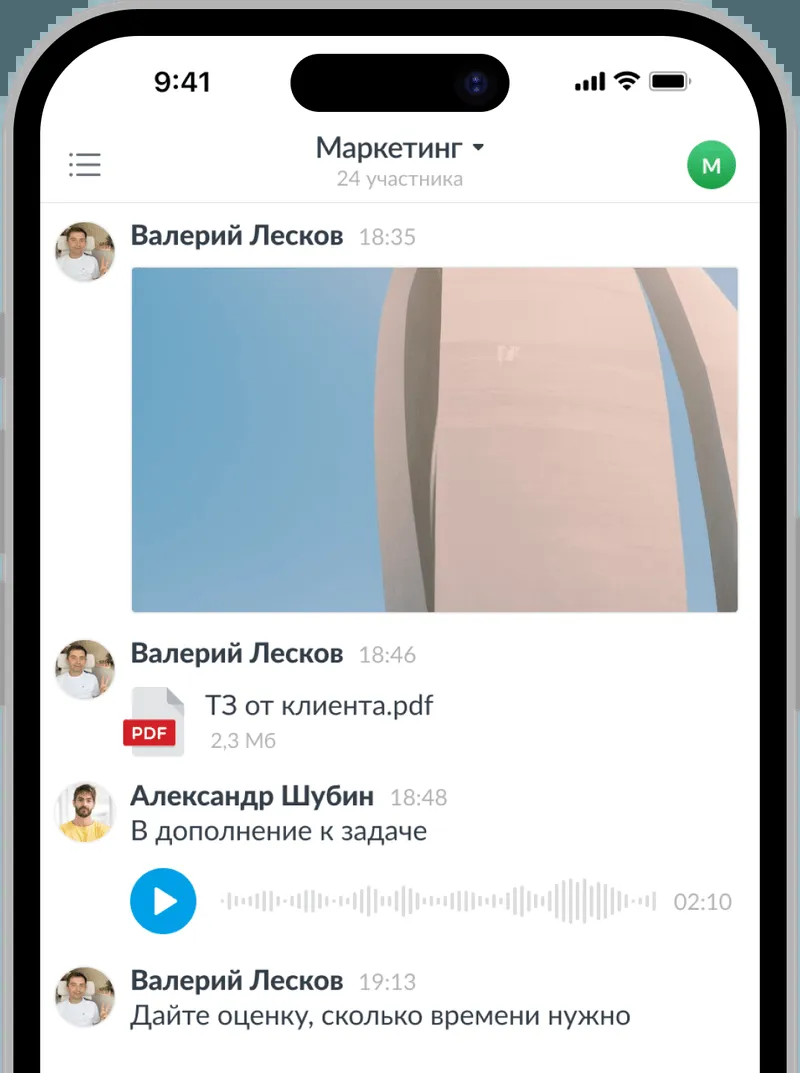 9:41
Маркетинг
24 участника
М
Валерий Лесков 18:35
Валерий Лесков 18:46
ТЗ от клиента.pdf
PDF
2,3 Мб
Александр Шубин 18:48
В дополнение к задаче
02:10
Валерий Лесков 19:13
Дайте оценку, сколько времени нужно